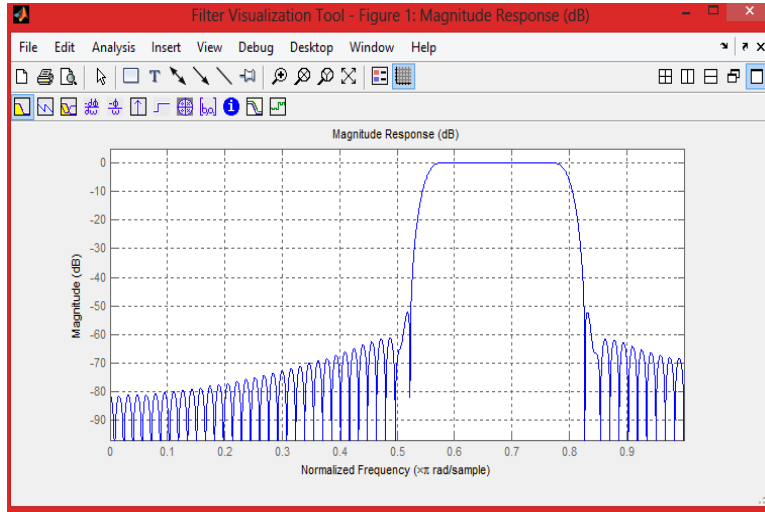 Filter Visualization Tool - Figure 1: Magnitude Response (dB)
File Edit Analysis Insert View Debug Desktop Window Help
Magnitude Response (dB)
0
-10
-20
-30
-40
-50
-60
-70
-80
-90
Magnitude (dB)
0 0.1 0.2 0.3 0.4 0.5 0.6 0.7 0.8 0.9
Normalized Frequency (×π rad/sample)